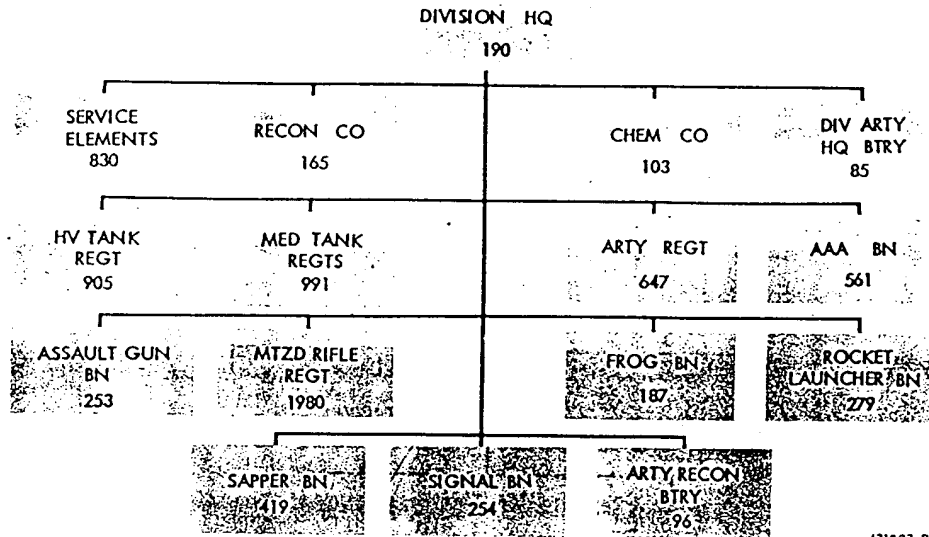 DIVISION HQ
190
SERVICE
ELEMENTS
830
RECON CO
165
CHEM CO
103
DIV ARTY
HQ BTRY
85
HV TANK
REGT
905
MED TANK
REGTS
991
ARTY REGT
647
AAA BN
561
ASSAULT GUN
BN
253
MTZD RIFLE
REGT
1980
FROG BN
187
ROCKET
LAUNCHER BN
279
SAPPER BN
419
SIGNAL BN
254
ARTY RECON
BTRY
96